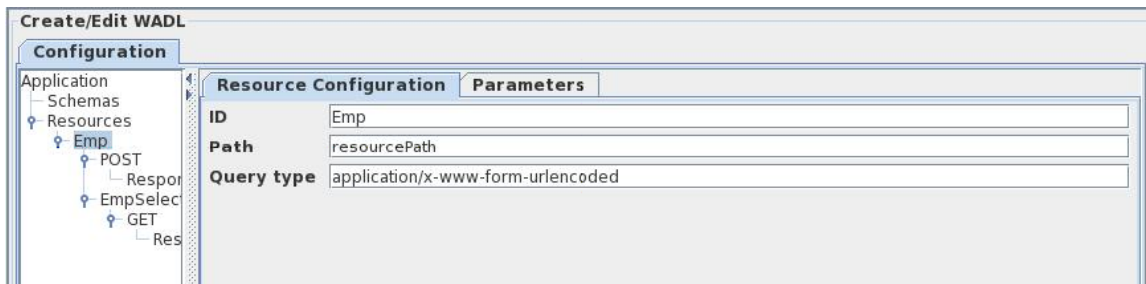 Create/Edit WADL
Configuration
Application
Schemas
Resources
Emp
POST
Respor
EmpSelect
GET
Res
Resource Configuration Parameters
ID Emp
Path resourcePath
Query type application/x-www-form-urlencoded